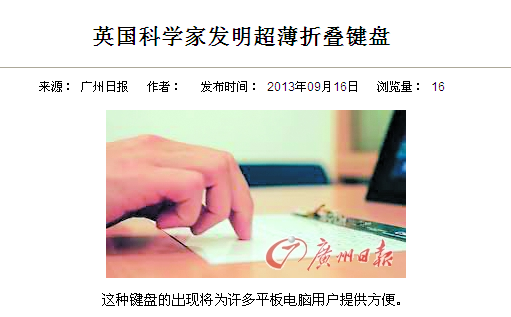 英国科学家发明超薄折叠键盘
来源： 广州日报 作者： 发布时间： 2013年09月16日 浏览量： 16
廣州日报
这种键盘的出现将为许多平板电脑用户提供方便。